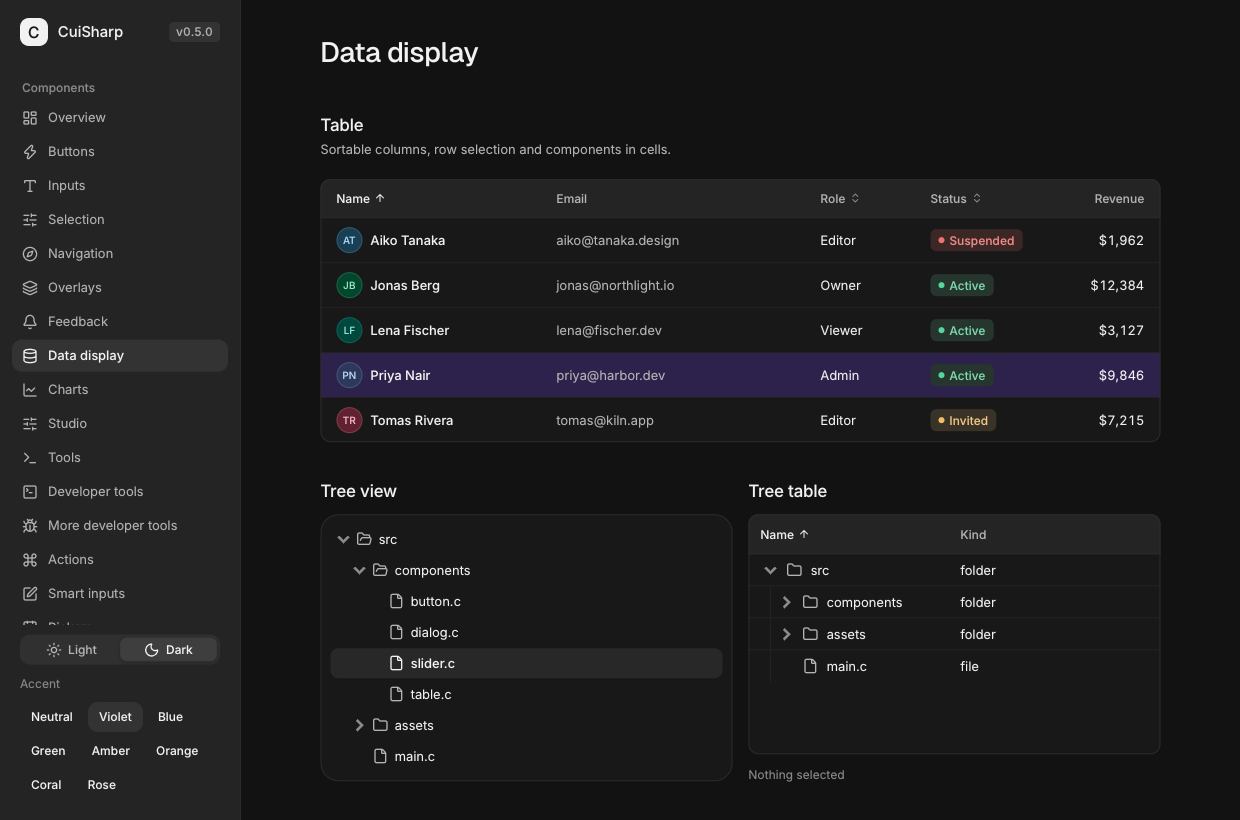 C CuiSharp v0.5.0
Components
Overview
Buttons
Inputs
Selection
Navigation
Overlays
Feedback
Data display
Charts
Studio
Tools
Developer tools
More developer tools
Actions
Smart inputs
Light Dark
Accent
Neutral Violet Blue
Green Amber Orange
Coral Rose
Data display
Table
Sortable columns, row selection and components in cells.
Name Email Role Status Revenue
AT Aiko Tanaka aiko@tanaka.design Editor Suspended $1,962
JB Jonas Berg jonas@northlight.io Owner Active $12,384
LF Lena Fischer lena@fischer.dev Viewer Active $3,127
PN Priya Nair priya@harbor.dev Admin Active $9,846
TR Tomas Rivera tomas@kiln.app Editor Invited $7,215
Tree view
src
components
button.c
dialog.c
slider.c
table.c
assets
main.c
Tree table
Name Kind
src folder
components folder
assets folder
main.c file
Nothing selected